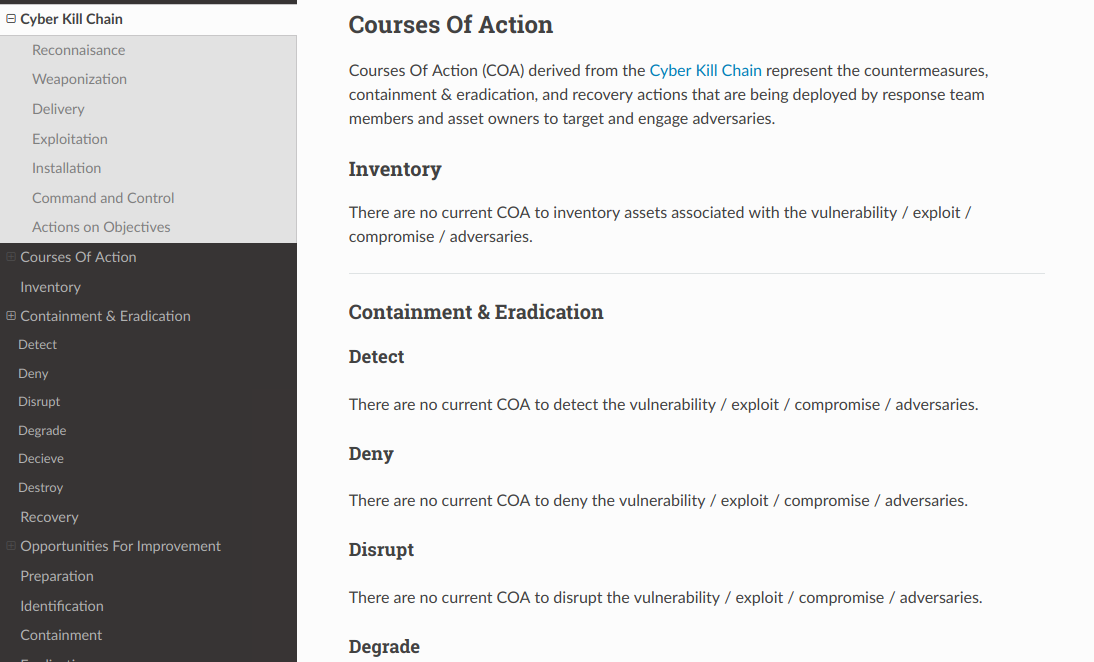 Cyber Kill Chain
Reconnaisance
Weaponization
Delivery
Exploitation
Installation
Command and Control
Actions on Objectives
Courses Of Action
Inventory
Containment & Eradication
Detect
Deny
Disrupt
Degrade
Decieve
Destroy
Recovery
Opportunities For Improvement
Preparation
Identification
Containment
Courses Of Action
Courses Of Action (COA) derived from the Cyber Kill Chain represent the countermeasures,
containment & eradication, and recovery actions that are being deployed by response team
members and asset owners to target and engage adversaries.
Inventory
There are no current COA to inventory assets associated with the vulnerability / exploit /
compromise / adversaries.
Containment & Eradication
Detect
There are no current COA to detect the vulnerability / exploit / compromise / adversaries.
Deny
There are no current COA to deny the vulnerability / exploit / compromise / adversaries.
Disrupt
There are no current COA to disrupt the vulnerability / exploit / compromise / adversaries.
Degrade